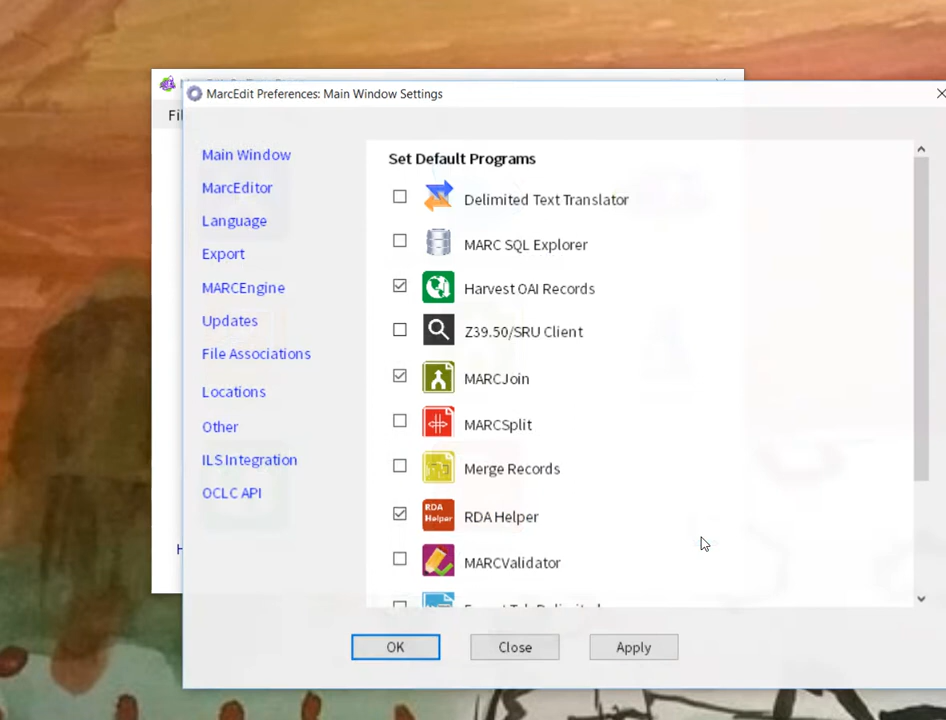 MarcEdit Preferences: Main Window Settings
Fil
Main Window
MarcEditor
Language
Export
MARCEngine
Updates
File Associations
Locations
Other
ILS Integration
OCLC API
H
Set Default Programs
Delimited Text Translator
MARC SQL Explorer
Harvest OAI Records
Z39.50/SRU Client
MARCJoin
MARCSplit
Merge Records
RDA Helper
RDA Helper
MARCValidator
OK
Close
Apply